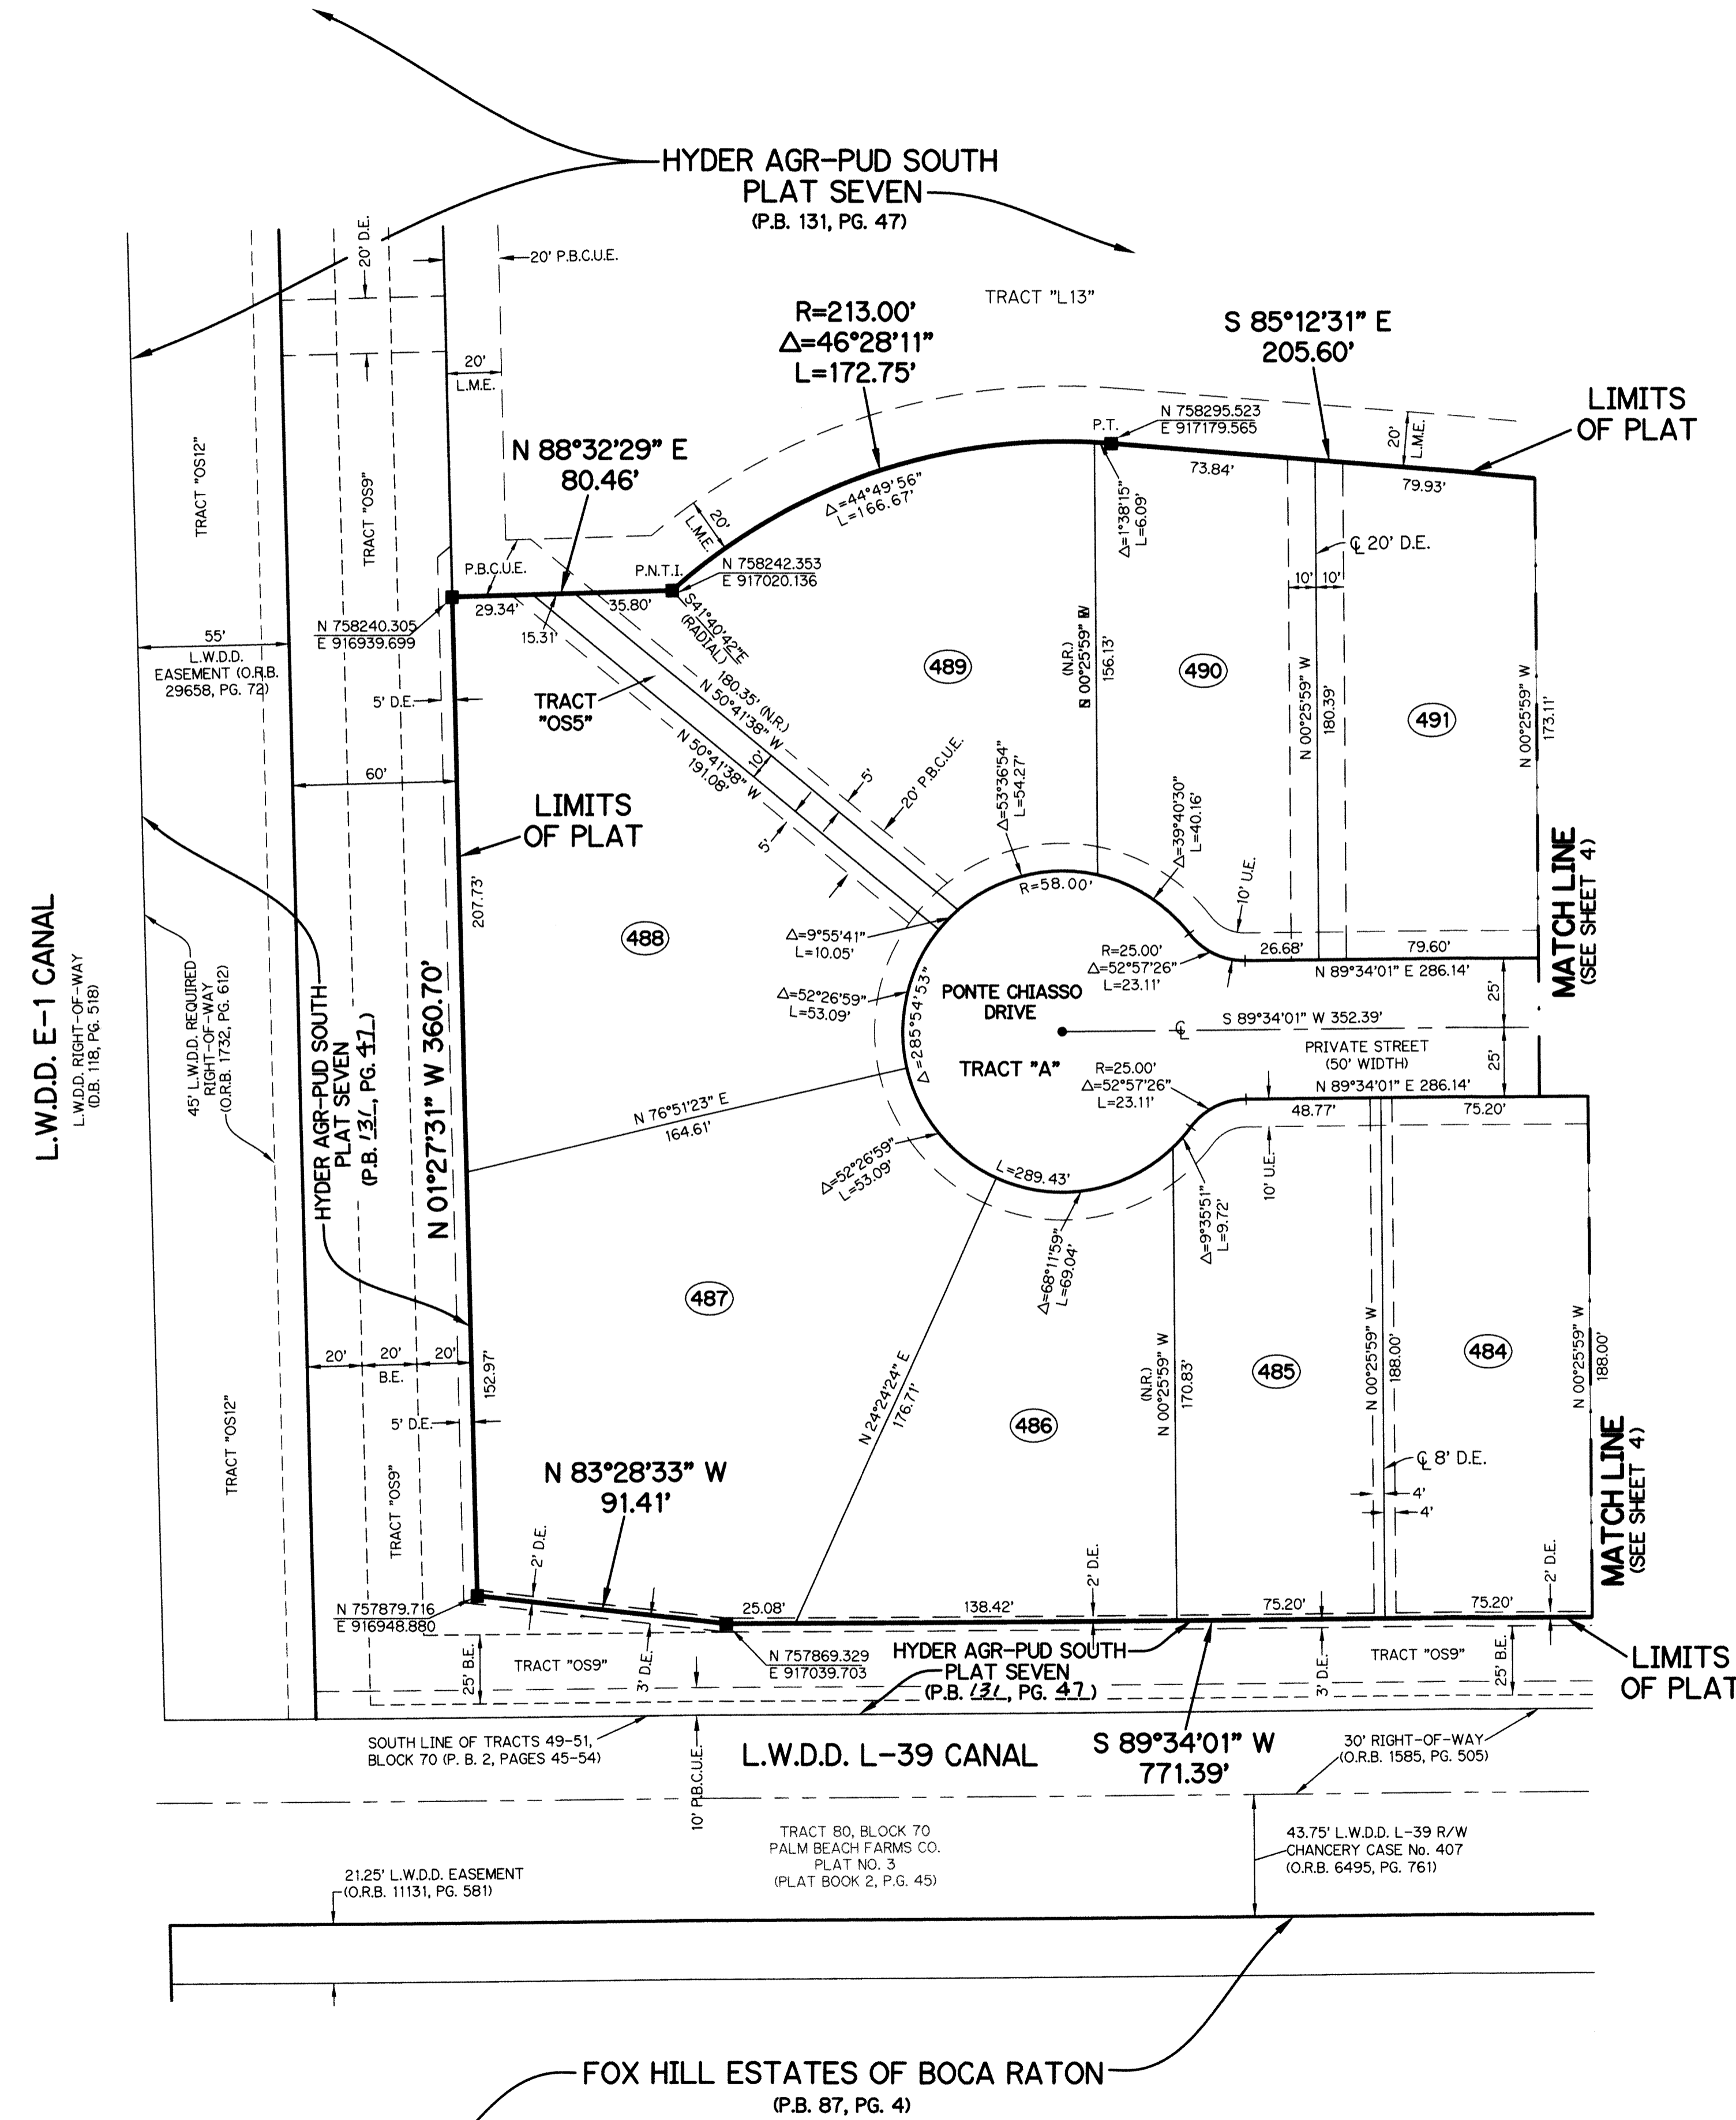 HYDER AGR-PUD SOUTH
PLAT SEVEN
(P.B. 131, PG. 47)
20' D.E.
20' P.B.C.U.E.
TRACT "L13"
R=213.00'
Δ=46°28'11"
L=172.75'
S 85°12'31" E
205.60'
LIMITS
OF PLAT
20'
L.M.E.
N 88°32'29" E
80.46'
P.T.
N 758295.523
E 917179.565
20'
L.M.E.
73.84'
79.93'
TRACT "OS12"
TRACT "OS9"
Δ=44°49'56"
L=166.67'
Δ=1°38'15"
L=6.09'
20'
L.M.E.
℄ 20' D.E.
P.B.C.U.E.
P.N.T.I.
N 758242.353
E 917020.136
10'
10'
29.34'
15.31'
35.80'
N 758240.305
E 916939.699
S41°40'42"E
(RADIAL)
55'
L.W.D.D.
EASEMENT (O.R.B.
29658, PG. 72)
5' D.E.
TRACT
"OS5"
180.35' (N.R.)
N 50°41'38" W
N 50°41'38" W
191.08'
10'
5'
5'
20' P.B.C.U.E.
489
(N.R.)
N 00°25'59" W
156.13'
490
N 00°25'59" W
180.39'
491
N 00°25'59" W
173.11'
60'
LIMITS
OF PLAT
207.73'
488
Δ=53°36'54"
L=54.27'
Δ=39°40'30"
L=40.16'
10' U.E.
MATCH LINE
(SEE SHEET 4)
R=58.00'
Δ=9°55'41"
L=10.05'
R=25.00'
Δ=52°57'26"
L=23.11'
26.68'
79.60'
N 89°34'01" E 286.14'
L.W.D.D. E-1 CANAL
L.W.D.D. RIGHT-OF-WAY
(D.B. 118, PG. 518)
45' L.W.D.D. REQUIRED
RIGHT-OF-WAY
(O.R.B. 1732, PG. 612)
HYDER AGR-PUD SOUTH
PLAT SEVEN
(P.B. 131, PG. 47)
N 01°27'31" W 360.70'
Δ=52°26'59"
L=53.09'
Δ=285°54'53"
PONTE CHIASSO
DRIVE
TRACT "A"
℄
S 89°34'01" W 352.39'
25'
25'
PRIVATE STREET
(50' WIDTH)
R=25.00'
Δ=52°57'26"
L=23.11'
N 89°34'01" E 286.14'
48.77'
75.20'
N 76°51'23" E
164.61'
Δ=52°26'59"
L=53.09'
L=289.43'
Δ=68°11'59"
L=69.04'
Δ=9°35'51"
L=9.72'
10' U.E.
487
20'
20'
20'
B.E.
152.97'
5' D.E.
N 24°24'24" E
176.71'
486
(N.R.)
N 00°25'59" W
170.83'
485
N 00°25'59" W
188.00'
484
N 00°25'59" W
188.00'
TRACT "OS12"
TRACT "OS9"
℄ 8' D.E.
4'
4'
MATCH LINE
(SEE SHEET 4)
N 83°28'33" W
91.41'
2' D.E.
2' D.E.
2' D.E.
N 757879.716
E 916948.880
25.08'
138.42'
75.20'
75.20'
N 757869.329
E 917039.703
25' B.E.
TRACT "OS9"
3' D.E.
HYDER AGR-PUD SOUTH
PLAT SEVEN
(P.B. 131, PG. 47)
3' D.E.
TRACT "OS9"
25' B.E.
LIMITS
OF PLAT
SOUTH LINE OF TRACTS 49-51,
BLOCK 70 (P. B. 2, PAGES 45-54)
10' P.B.C.U.E.
L.W.D.D. L-39 CANAL
S 89°34'01" W
771.39'
30' RIGHT-OF-WAY
(O.R.B. 1585, PG. 505)
TRACT 80, BLOCK 70
PALM BEACH FARMS CO.
PLAT NO. 3
(PLAT BOOK 2, P.G. 45)
43.75' L.W.D.D. L-39 R/W
CHANCERY CASE No. 407
(O.R.B. 6495, PG. 761)
21.25' L.W.D.D. EASEMENT
(O.R.B. 11131, PG. 581)
FOX HILL ESTATES OF BOCA RATON
(P.B. 87, PG. 4)